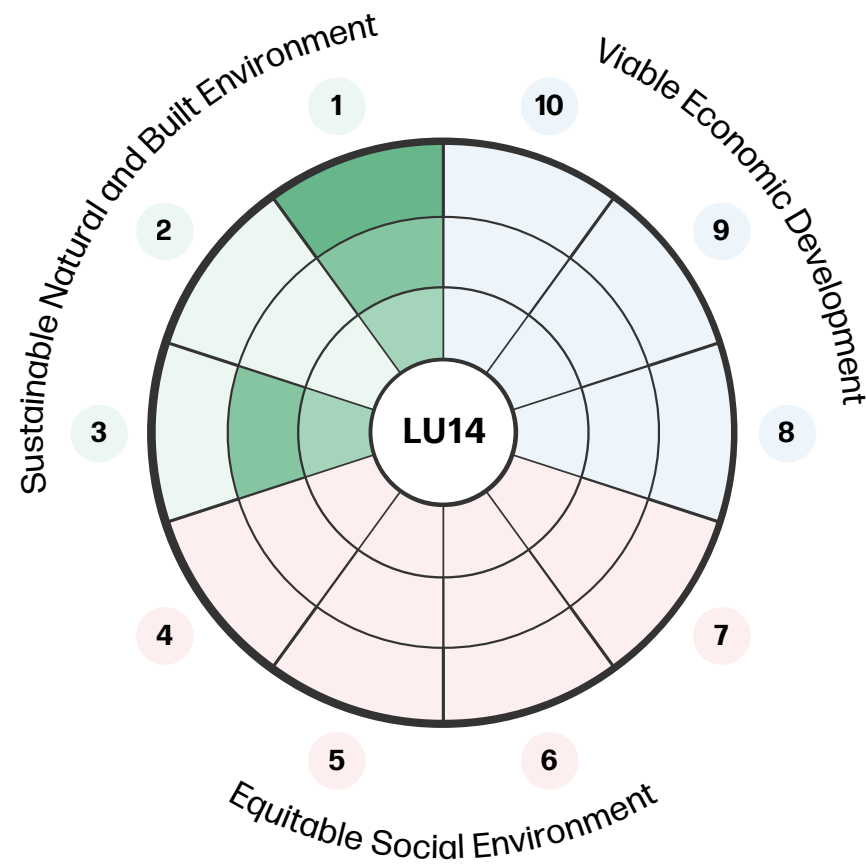 Sustainable Natural and Built Environment
Viable Economic Development
1
10
2
9
3
LU14
8
4
7
5
6
Equitable Social Environment